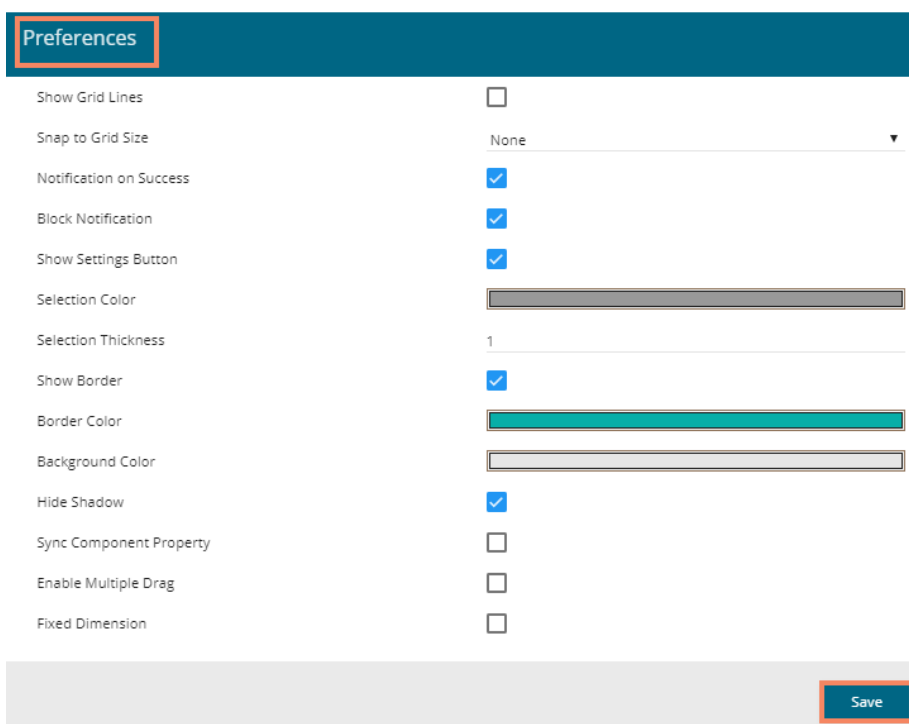 Preferences
Show Grid Lines
Snap to Grid Size None
Notification on Success
Block Notification
Show Settings Button
Selection Color
Selection Thickness 1
Show Border
Border Color
Background Color
Hide Shadow
Sync Component Property
Enable Multiple Drag
Fixed Dimension
Save